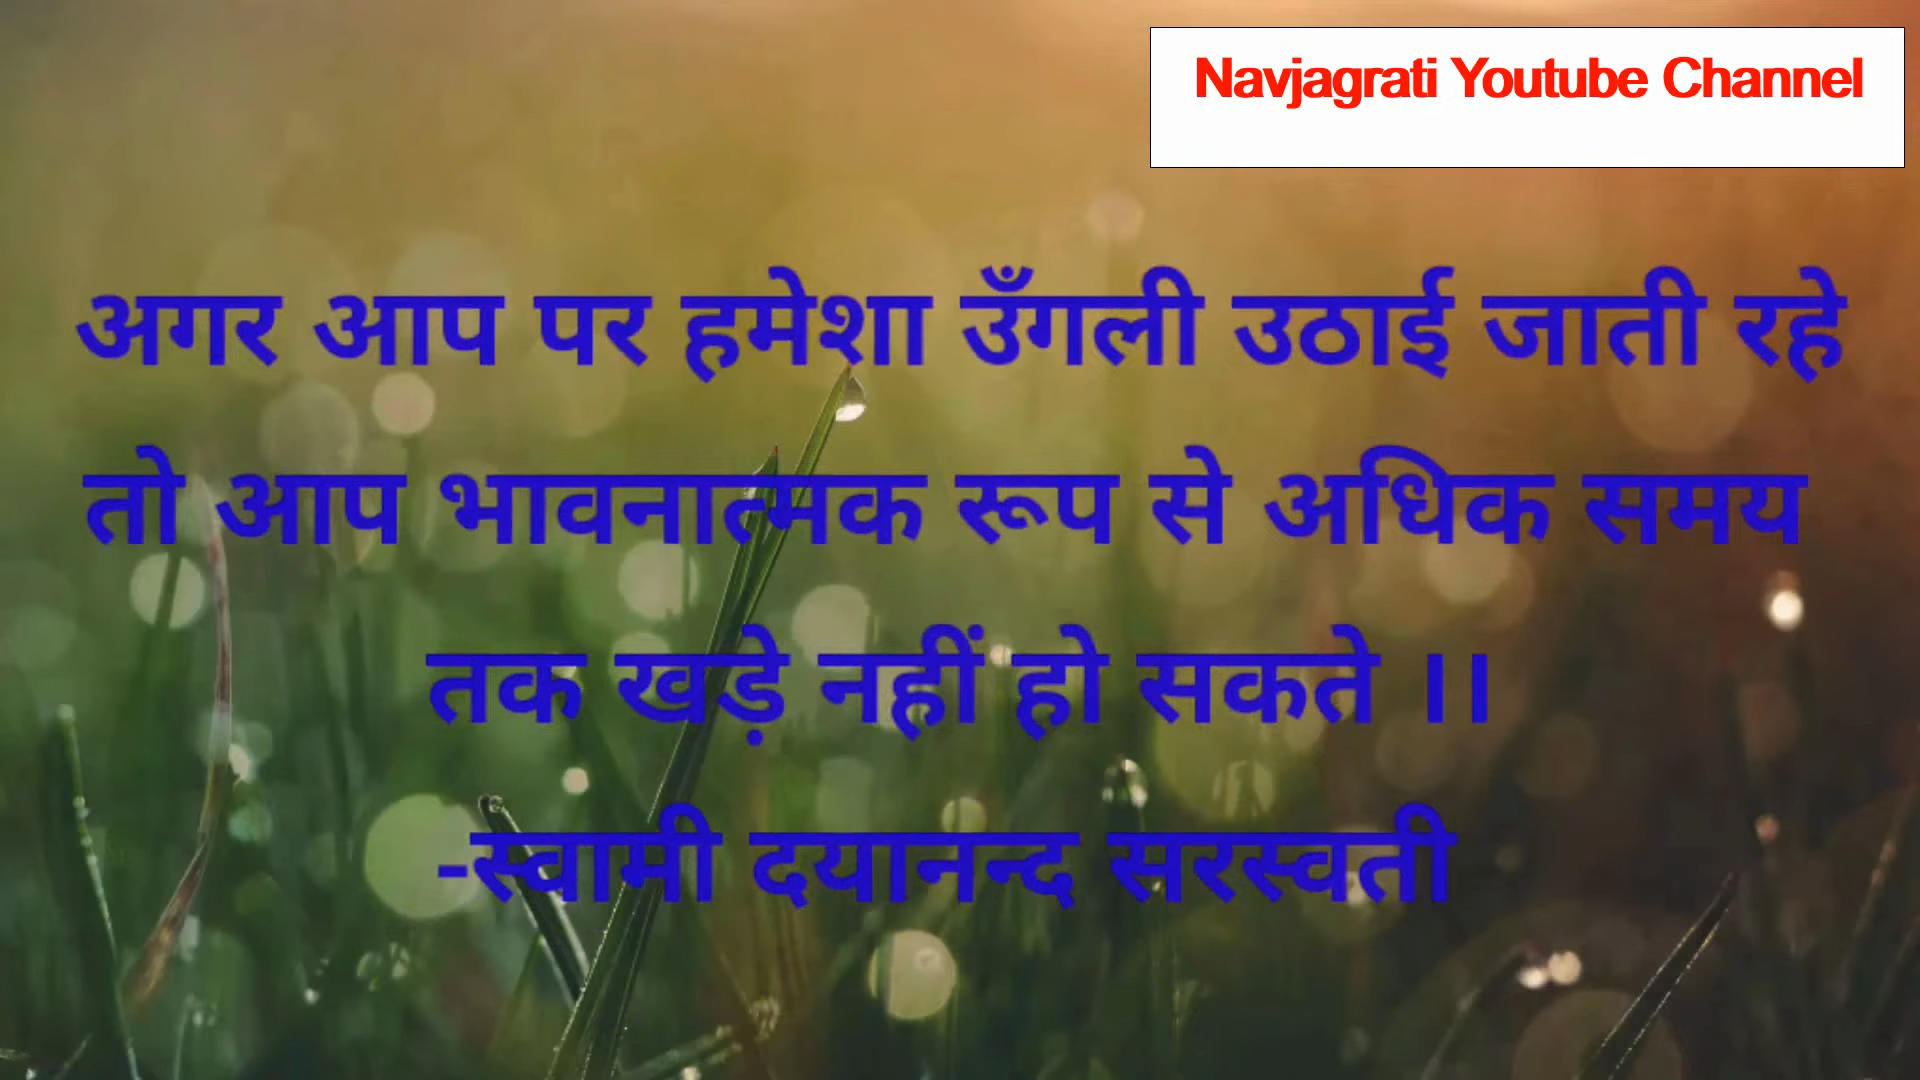 Navjagrati Youtube Channel
अगर आप पर हमेशा उँगली उठाई जाती रहे
तो आप भावनात्मक रूप से अधिक समय
तक खड़े नहीं हो सकते ।।
-स्वामी दयानन्द सरस्वती